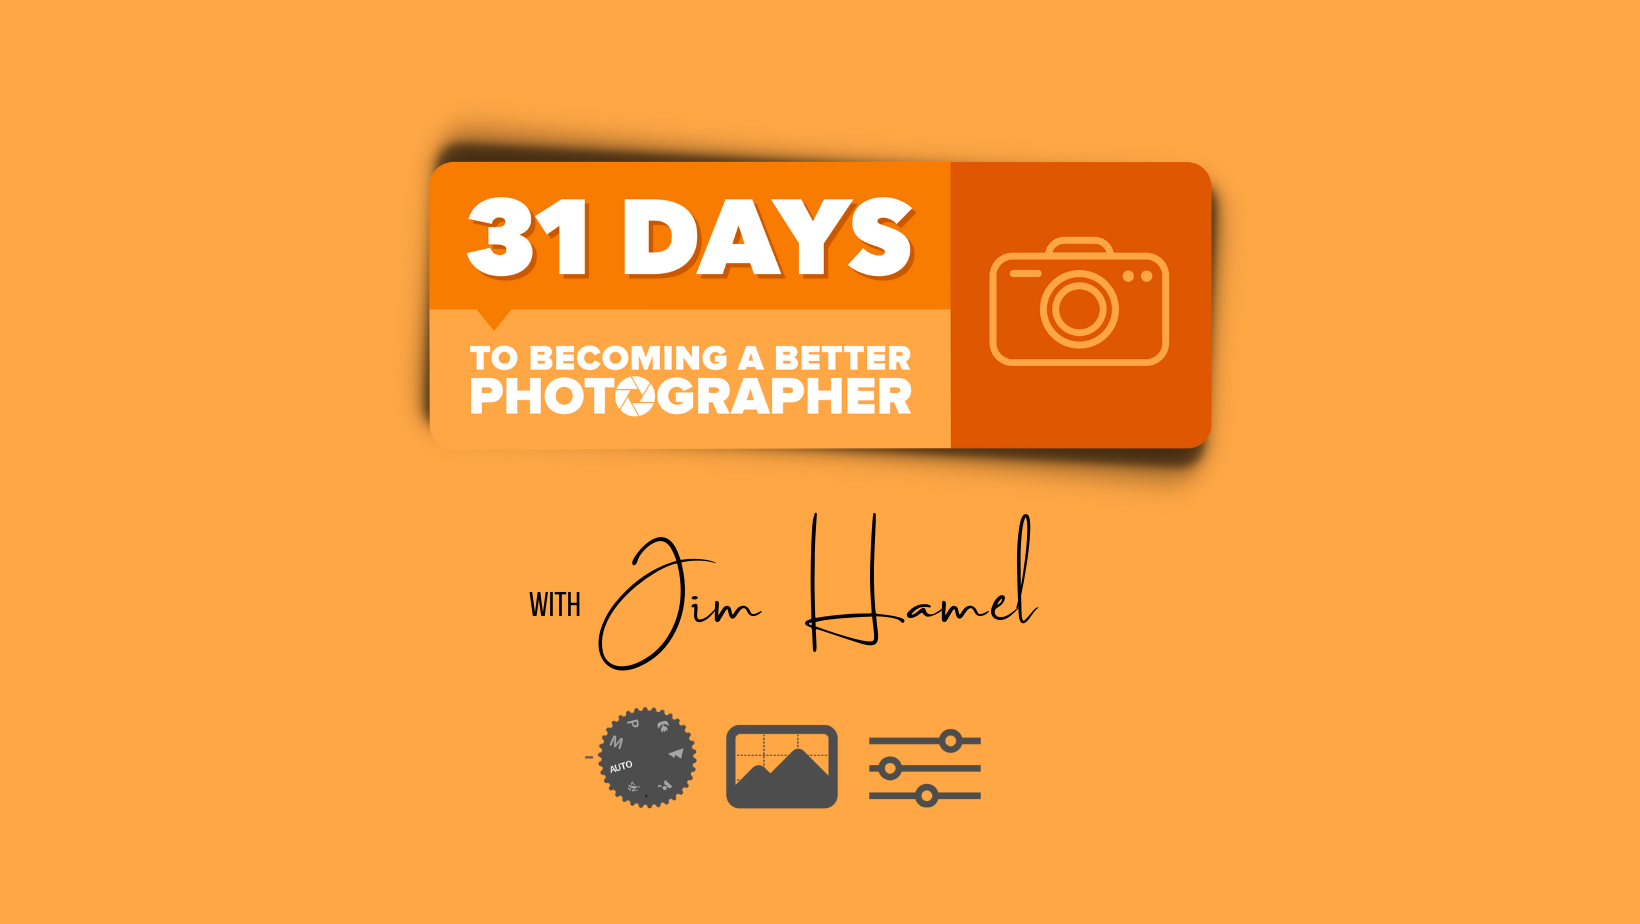 31 DAYS
TO BECOMING A BETTER
PHOTOGRAPHER
WITH Jim Hamel
P
M
AUTO